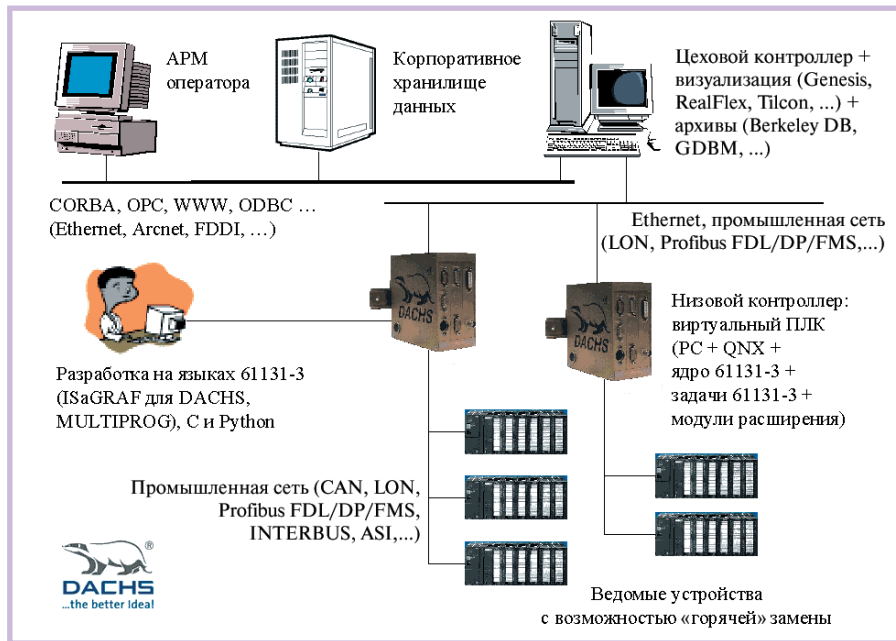 АРМ
оператора
Корпоративное
хранилище
данных
Цеховой контроллер +
визуализация (Genesis,
RealFlex, Tilcon, ...) +
архивы (Berkeley DB,
GDBM, ...)
CORBA, OPC, WWW, ODBC ...
(Ethernet, Arcnet, FDDI, ...)
Ethernet, промышленная сеть
(LON, Profibus FDL/DP/FMS,...)
DACHS
DACHS
Низовой контроллер:
виртуальный ПЛК
(PC + QNX +
ядро 61131-3 +
задачи 61131-3 +
модули расширения)
Разработка на языках 61131-3
(ISaGRAF для DACHS,
MULTIPROG), С и Python
Промышленная сеть (CAN, LON,
Profibus FDL/DP/FMS,
INTERBUS, ASI,...)
®
DACHS
...the better Idea!
Ведомые устройства
с возможностью «горячей» замены